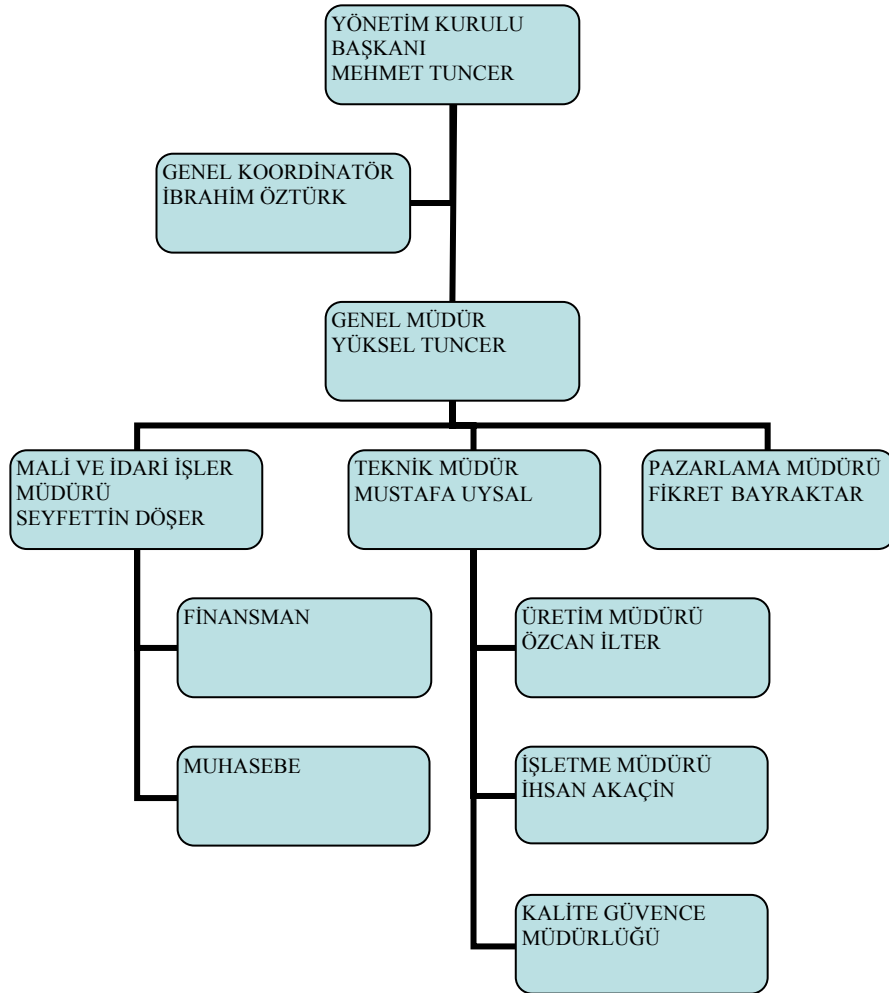 YÖNETİM KURULU
BAŞKANI
MEHMET TUNCER
GENEL KOORDİNATÖR
İBRAHİM ÖZTÜRK
GENEL MÜDÜR
YÜKSEL TUNCER
MALİ VE İDARİ İŞLER
MÜDÜRÜ
SEYFETTİN DÖŞER
TEKNİK MÜDÜR
MUSTAFA UYSAL
PAZARLAMA MÜDÜRÜ
FİKRET BAYRAKTAR
FİNANSMAN
ÜRETİM MÜDÜRÜ
ÖZCAN İLTER
MUHASEBE
İŞLETME MÜDÜRÜ
İHSAN AKAÇİN
KALİTE GÜVENCE
MÜDÜRLÜĞÜ